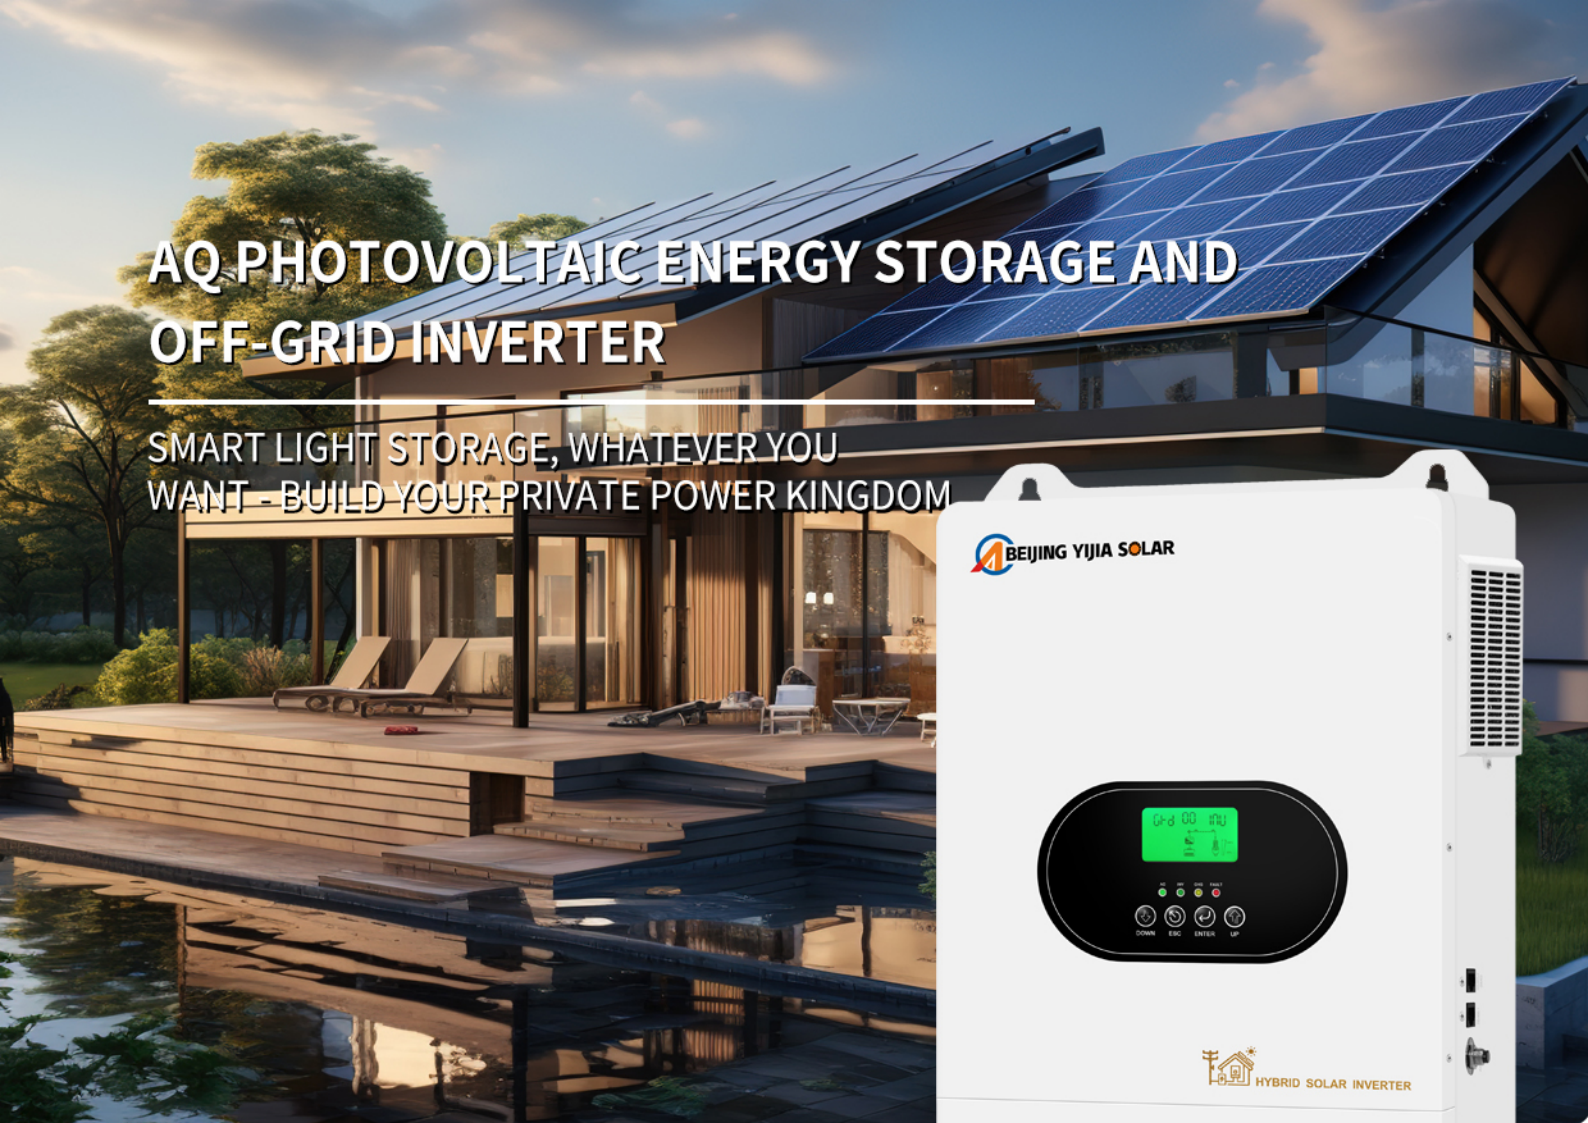 AQ PHOTOVOLTAIC ENERGY STORAGE AND
OFF-GRID INVERTER
SMART LIGHT STORAGE, WHATEVER YOU
WANT - BUILD YOUR PRIVATE POWER KINGDOM
BEIJING YIJIA SOLAR
DOWN ESC ENTER UP
HYBRID SOLAR INVERTER